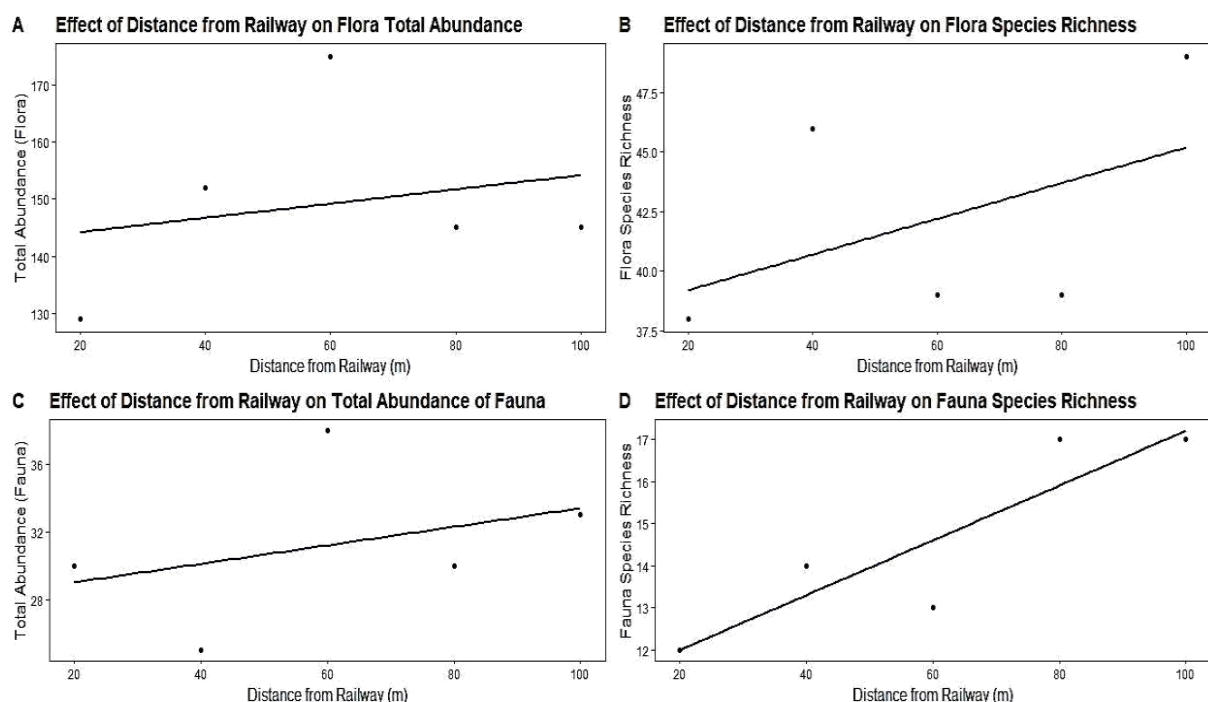 A Effect of Distance from Railway on Flora Total Abundance
Total Abundance (Flora)
170
160
150
140
130
20 40 60 80 100
Distance from Railway (m)
B Effect of Distance from Railway on Flora Species Richness
Flora Species Richness
47.5
45.0
42.5
40.0
37.5
20 40 60 80 100
Distance from Railway (m)
C Effect of Distance from Railway on Total Abundance of Fauna
Total Abundance (Fauna)
36
32
28
20 40 60 80 100
Distance from Railway (m)
D Effect of Distance from Railway on Fauna Species Richness
Fauna Species Richness
17
16
15
14
13
12
20 40 60 80 100
Distance from Railway (m)